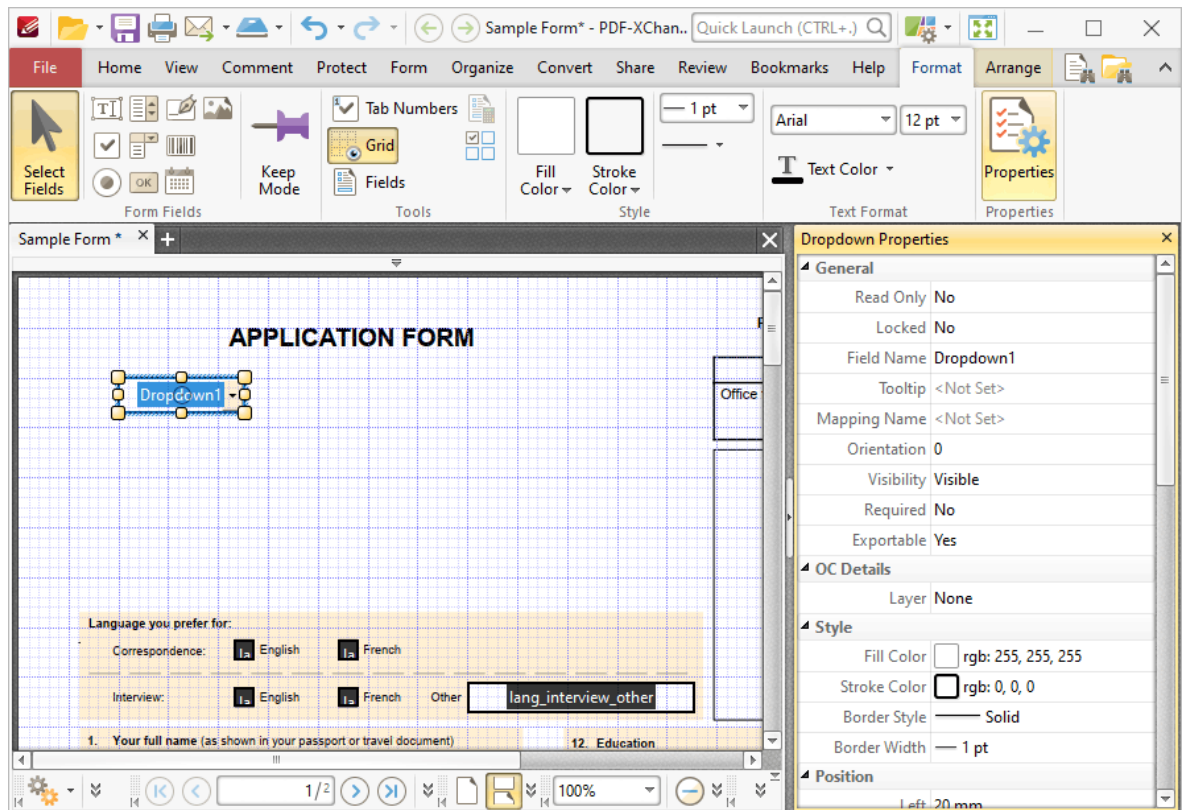 Sample Form* - PDF-XChan.. Quick Launch (CTRL+.)
File Home View Comment Protect Form Organize Convert Share Review Bookmarks Help Format Arrange
Select Fields
OK
Form Fields
Keep Mode
Tab Numbers
Grid
Fields
Tools
Fill Color
Stroke Color
1 pt
Style
Arial 12 pt
Text Color
Text Format
Properties
Properties
Sample Form *
APPLICATION FORM
Dropdown1
Office
Language you prefer for:
Correspondence: English French
Interview: English French Other lang_interview_other
1. Your full name (as shown in your passport or travel document) 12. Education
1/2 100%
Dropdown Properties
General
Read Only No
Locked No
Field Name Dropdown1
Tooltip <Not Set>
Mapping Name <Not Set>
Orientation 0
Visibility Visible
Required No
Exportable Yes
OC Details
Layer None
Style
Fill Color rgb: 255, 255, 255
Stroke Color rgb: 0, 0, 0
Border Style Solid
Border Width 1 pt
Position
Left 20 mm